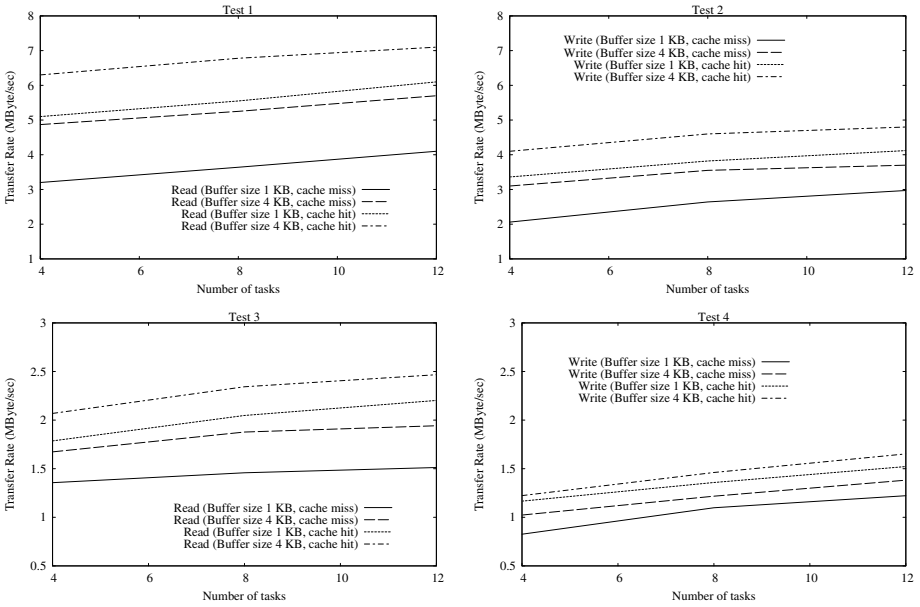 Test 1
8
7
6
5
4
3
2
1
Transfer Rate (MByte/sec)
Read (Buffer size 1 KB, cache miss)
Read (Buffer size 4 KB, cache miss)
Read (Buffer size 1 KB, cache hit)
Read (Buffer size 4 KB, cache hit)
4 6 8 10 12
Number of tasks
Test 2
8
7
6
5
4
3
2
1
Transfer Rate (MByte/sec)
Write (Buffer size 1 KB, cache miss)
Write (Buffer size 4 KB, cache miss)
Write (Buffer size 1 KB, cache hit)
Write (Buffer size 4 KB, cache hit)
4 6 8 10 12
Number of tasks
Test 3
3
2.5
2
1.5
1
0.5
Transfer Rate (MByte/sec)
Read (Buffer size 1 KB, cache miss)
Read (Buffer size 4 KB, cache miss)
Read (Buffer size 1 KB, cache hit)
Read (Buffer size 4 KB, cache hit)
4 6 8 10 12
Number of tasks
Test 4
3
2.5
2
1.5
1
0.5
Transfer Rate (MByte/sec)
Write (Buffer size 1 KB, cache miss)
Write (Buffer size 4 KB, cache miss)
Write (Buffer size 1 KB, cache hit)
Write (Buffer size 4 KB, cache hit)
4 6 8 10 12
Number of tasks